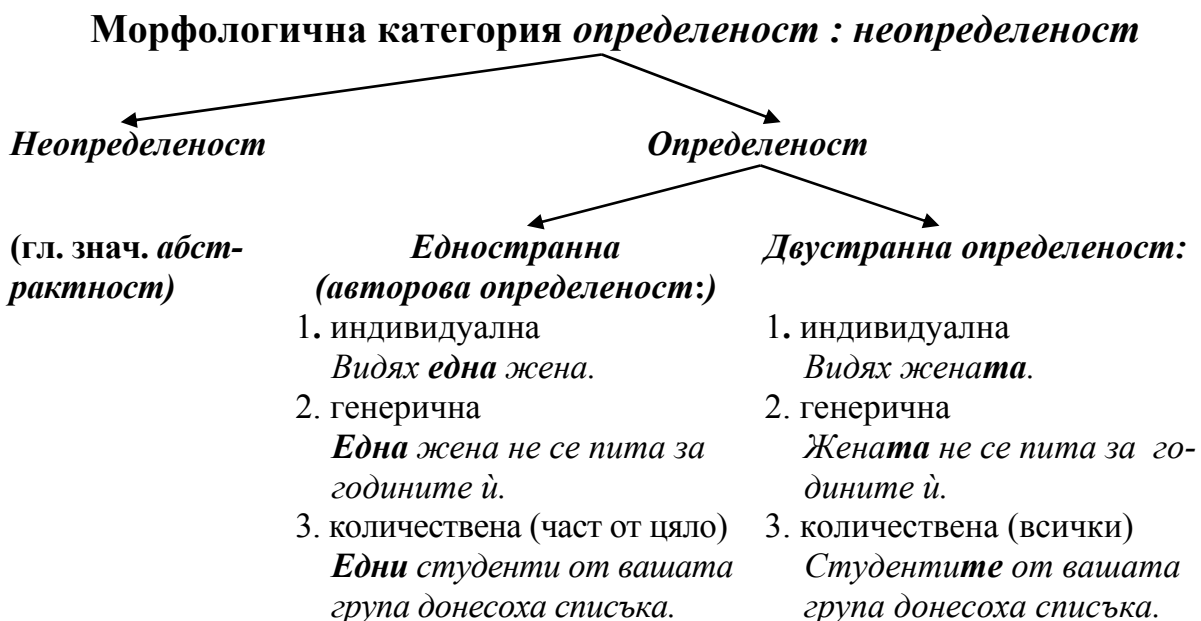 Морфологична категория определеност : неопределеност
Неопределеност
Определеност
(гл. знач. абст-
рактност)
Едностранна
(авторова определеност:)
1. индивидуална
Видях една жена.
2. генерична
Една жена не се пита за
годините ѝ.
3. количествена (част от цяло)
Едни студенти от вашата
група донесоха списъка.
Двустранна определеност:
1. индивидуална
Видях жената.
2. генерична
Жената не се пита за го-
дините ѝ.
3. количествена (всички)
Студентите от вашата
група донесоха списъка.